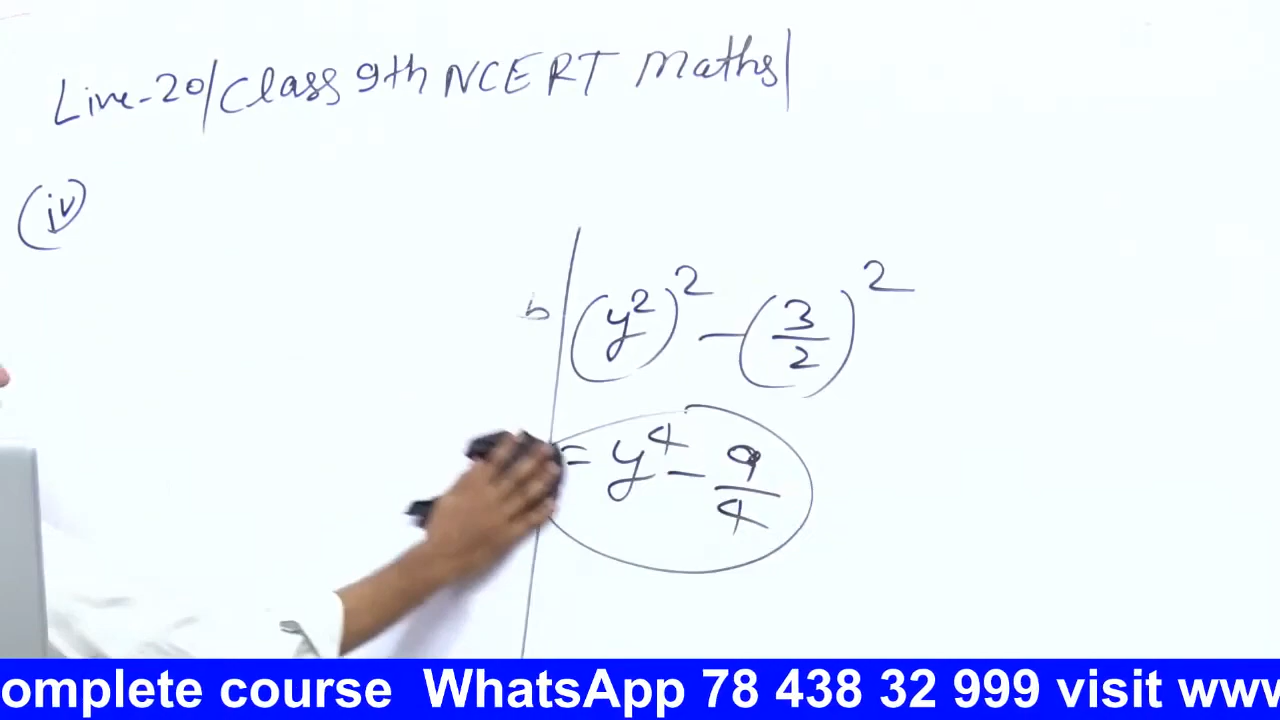 Live-20/Class 9th NCERT Maths|
(iv)
b
(y²)² - (3/2)²
= y⁴ - 9/4
omplete course WhatsApp 78 438 32 999 visit www